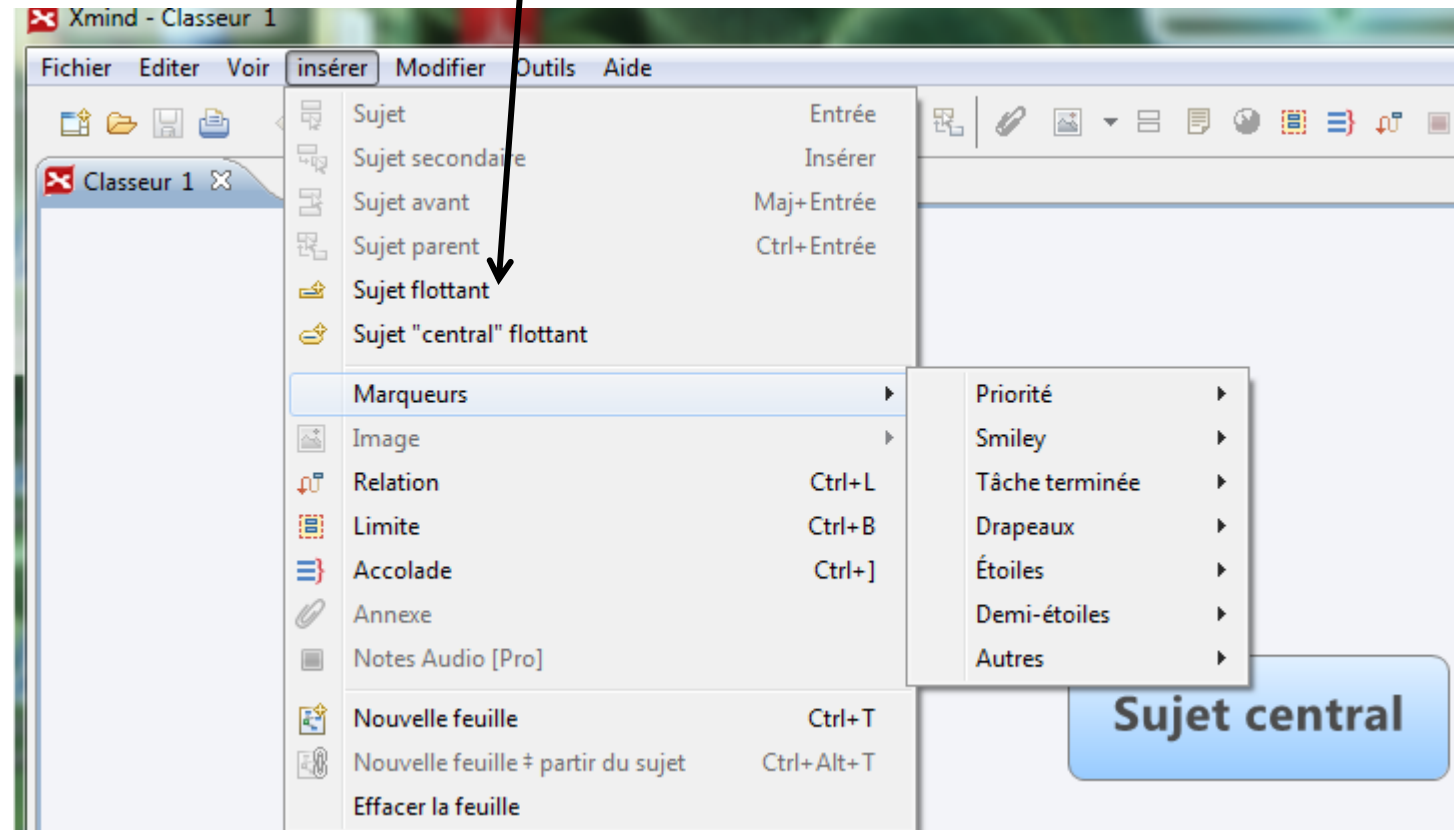 Xmind - Classeur 1
Fichier Editer Voir insérer Modifier Outils Aide
Classeur 1
Sujet Entrée
Sujet secondaire Insérer
Sujet avant Maj+Entrée
Sujet parent Ctrl+Entrée
Sujet flottant
Sujet "central" flottant
Marqueurs
Image
Relation Ctrl+L
Limite Ctrl+B
Accolade Ctrl+]
Annexe
Notes Audio [Pro]
Nouvelle feuille Ctrl+T
Nouvelle feuille ‡ partir du sujet Ctrl+Alt+T
Effacer la feuille
Priorité
Smiley
Tâche terminée
Drapeaux
Étoiles
Demi-étoiles
Autres
Sujet central